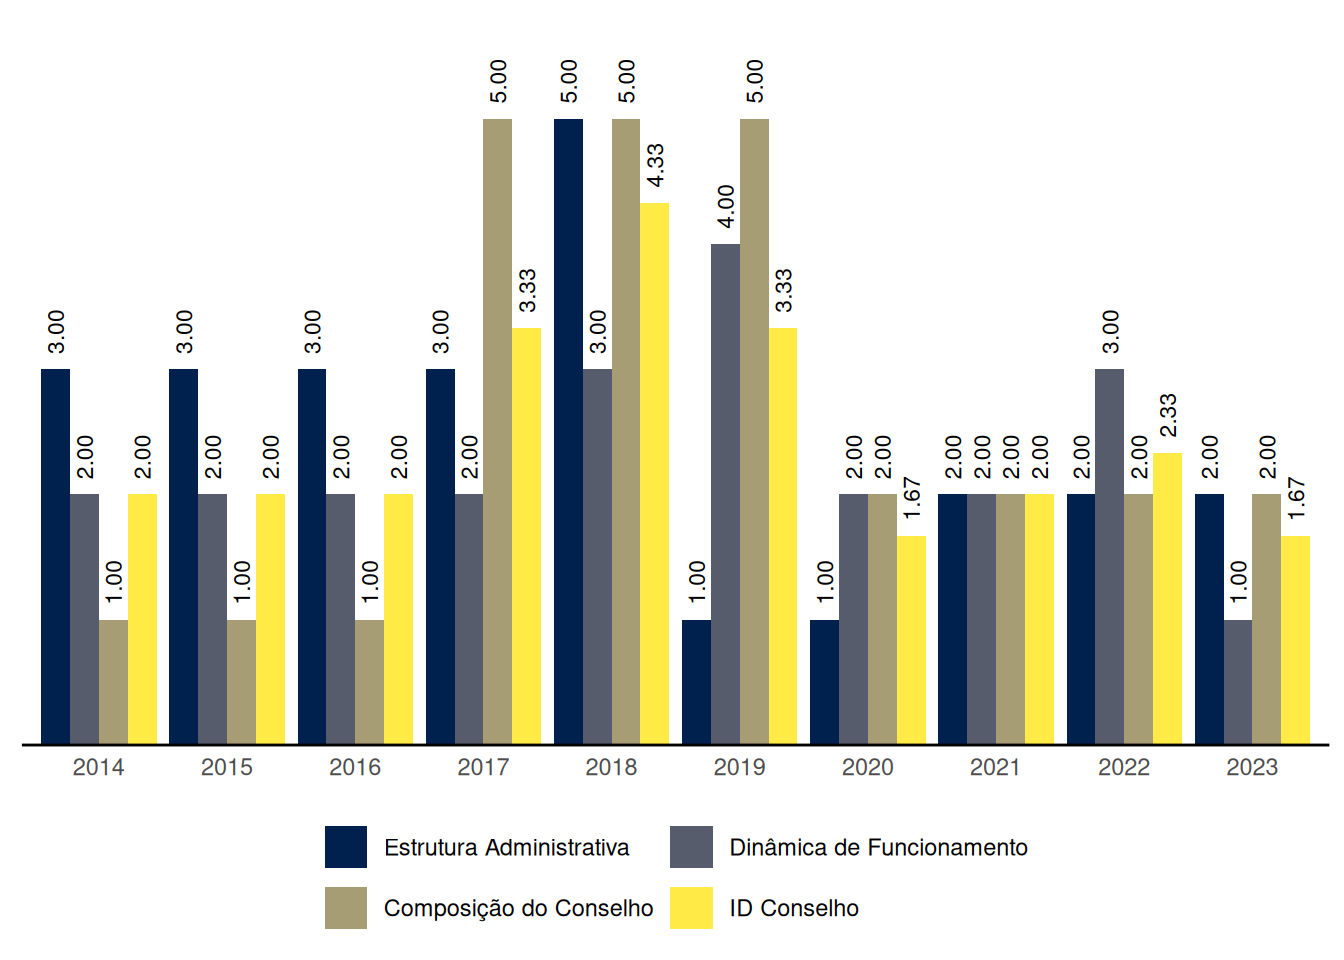 3.00 2.00 1.00 2.00
3.00 2.00 1.00 2.00
3.00 2.00 1.00 2.00
3.00 2.00 5.00 3.33
5.00 3.00 5.00 4.33
1.00 4.00 5.00 3.33
1.00 2.00 2.00 1.67
2.00 2.00 2.00 2.00
2.00 3.00 2.00 2.33
2.00 1.00 2.00 1.67
2014 2015 2016 2017 2018 2019 2020 2021 2022 2023
Estrutura Administrativa Dinâmica de Funcionamento
Composição do Conselho ID Conselho